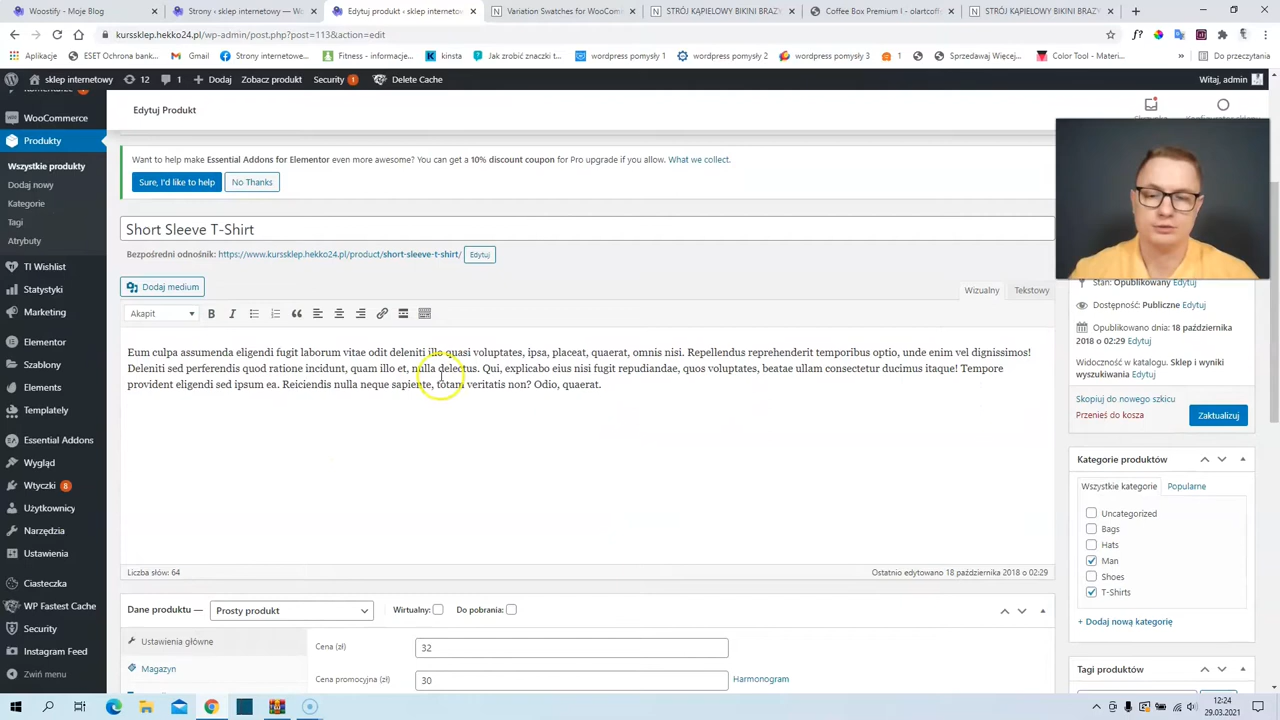 Woostify – Moje Blog
Strony ‹ sklep internetowy — W
Edytuj produkt ‹ sklep internetow
Variation Swatches for WooComm
STRÓJ KĄPIELOWY BIKINI BRAZY
Coffee Box Premium I - olartcoffe
STRÓJ KĄPIELOWY BIKINI BRAZY
kurssklep.hekko24.pl/wp-admin/post.php?post=113&action=edit
Aplikacje
ESET Ochrona ban...
YouTube
Gmail
Maps
Fitness - informac...
kinsta
Jak zrobić znaczki t...
wordpress pomysły 1
wordpress pomysły 2
wordpress pomysły 3
1
W
Sprzedawaj Więcej...
Color Tool - Materi...
Do przeczytania
sklep internetowy
12
1
Dodaj
Zobacz produkt
Security
1
Delete Cache
Witaj, admin
Komentarze
WooCommerce
Produkty
Wszystkie produkty
Dodaj nowy
Kategorie
Tagi
Atrybuty
TI Wishlist
Statystyki
Marketing
Elementor
Szablony
Elements
Templately
Essential Addons
Wygląd
Wtyczki 8
Użytkownicy
Narzędzia
Ustawienia
Ciasteczka
WP Fastest Cache
Security
Instagram Feed
Zwiń menu
Edytuj Produkt
Want to help make Essential Addons for Elementor even more awesome? You can get a 10% discount coupon for Pro upgrade if you allow. What we collect.
Sure, I'd like to help
No Thanks
Short Sleeve T-Shirt
Bezpośredni odnośnik: https://www.kurssklep.hekko24.pl/product/short-sleeve-t-shirt/ Edytuj
Dodaj medium
Wizualny
Tekstowy
Akapit
B
I
Eum culpa assumenda eligendi fugit laborum vitae odit deleniti illo quasi voluptates, ipsa, placeat, quaerat, omnis nisi. Repellendus reprehenderit temporibus optio, unde enim vel dignissimos!
Deleniti sed perferendis quod ratione incidunt, quam illo et, nulla delectus. Qui, explicabo eius nisi fugit repudiandae, quos voluptates, beatae ullam consectetur ducimus itaque! Tempore
provident eligendi sed ipsum ea. Reiciendis nulla neque sapiente, totam veritatis non? Odio, quaerat.
Liczba słów: 64
Ostatnio edytowano 18 października 2018 o 02:29
Dane produktu —
Prosty produkt
Wirtualny:
Do pobrania:
Ustawienia główne
Magazyn
Cena (zł)
32
Cena promocyjna (zł)
30
Harmonogram
Stan: Opublikowany Edytuj
Dostępność: Publiczne Edytuj
Opublikowano dnia: 18 października
2018 o 02:29 Edytuj
Widoczność w katalogu. Sklep i wyniki
wyszukiwania Edytuj
Skopiuj do nowego szkicu
Przenieś do kosza
Zaktualizuj
Kategorie produktów
Wszystkie kategorie
Popularne
Uncategorized
Bags
Hats
Man
Shoes
T-Shirts
+ Dodaj nową kategorię
Tagi produktów
12:24
29.03.2021